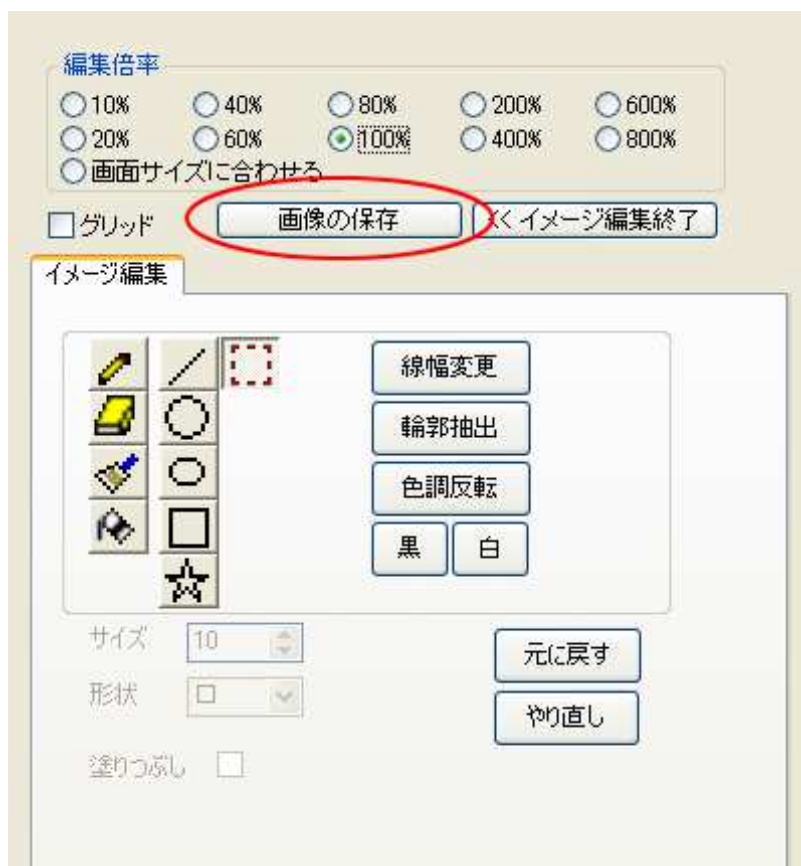 編集倍率
10% 40% 80% 200% 600%
20% 60% 100% 400% 800%
画面サイズに合わせる
グリッド 画像の保存 << イメージ編集終了
イメージ編集
線幅変更
輪郭抽出
色調反転
黒 白
サイズ 10
元に戻す
形状 □
やり直し
塗りつぶし